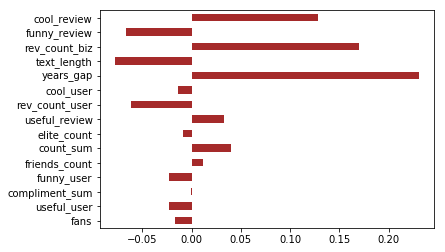 cool_review
funny_review
rev_count_biz
text_length
years_gap
cool_user
rev_count_user
useful_review
elite_count
count_sum
friends_count
funny_user
compliment_sum
useful_user
fans
−0.05 0.00 0.05 0.10 0.15 0.20